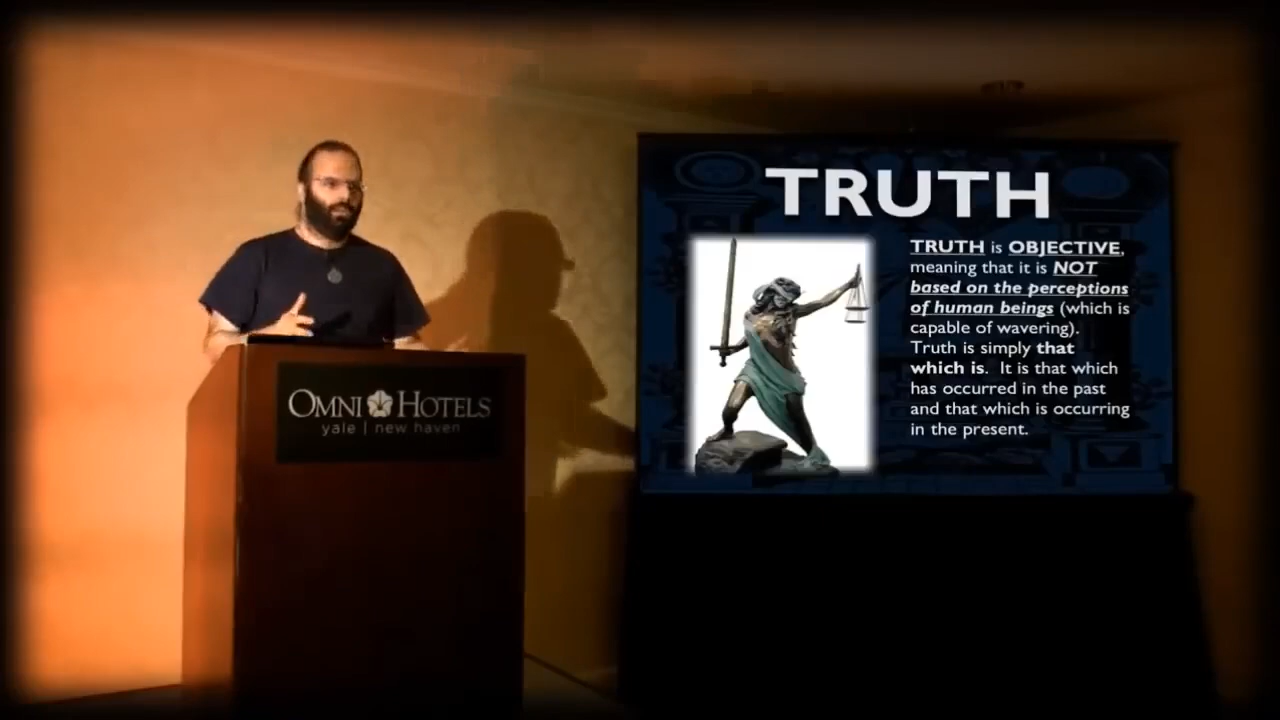 OMNI HOTELS
yale | new haven
TRUTH
TRUTH is OBJECTIVE,
meaning that it is NOT
based on the perceptions
of human beings (which is
capable of wavering).
Truth is simply that
which is. It is that which
has occurred in the past
and that which is occurring
in the present.